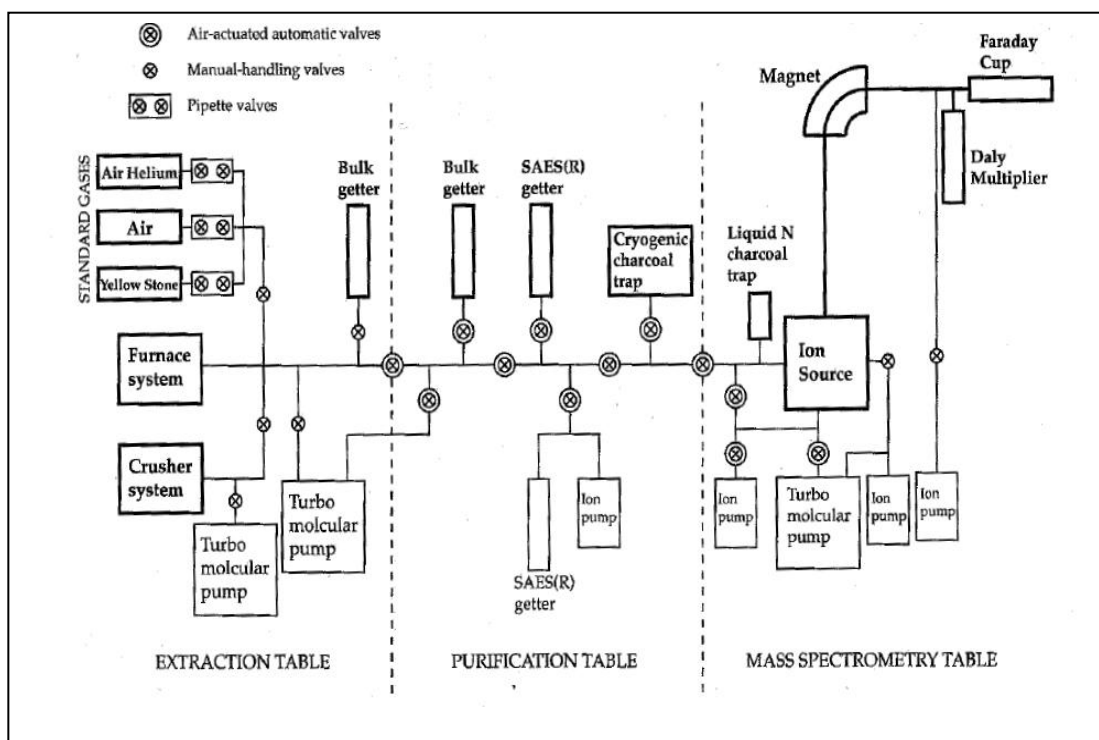 Air-actuated automatic valves
Manual-handling valves
Pipette valves
STANDARD GASES
Air Helium
Air
Yellow Stone
Furnace
system
Crusher
system
Turbo
molcular
pump
Turbo
molcular
pump
Bulk
getter
Bulk
getter
SAES(R)
getter
Cryogenic
charcoal
trap
SAES(R)
getter
Ion
pump
Liquid N
charcoal
trap
Magnet
Faraday
Cup
Daly
Multiplier
Ion
Source
Ion
pump
Turbo
molcular
pump
Ion
pump
Ion
pump
EXTRACTION TABLE
PURIFICATION TABLE
MASS SPECTROMETRY TABLE